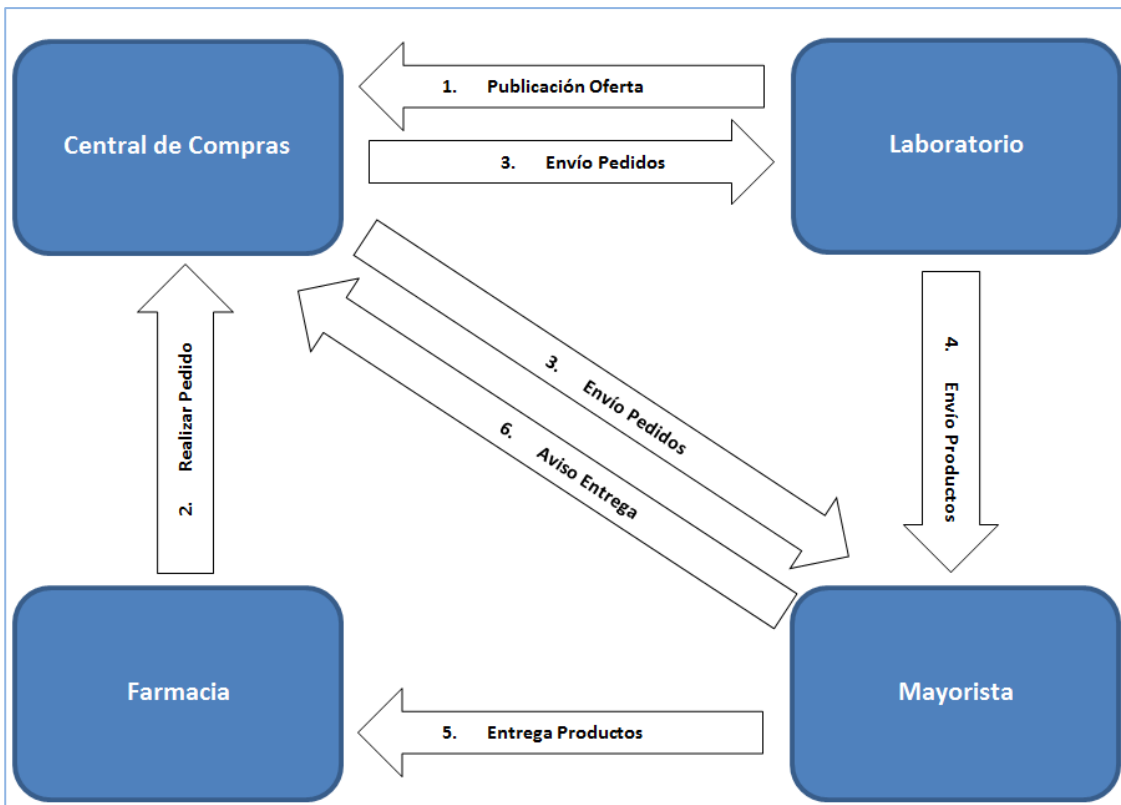 1. Publicación Oferta
Central de Compras
Laboratorio
3. Envío Pedidos
2. Realizar Pedido
3. Envío Pedidos
6. Aviso Entrega
4. Envío Productos
Farmacia
Mayorista
5. Entrega Productos